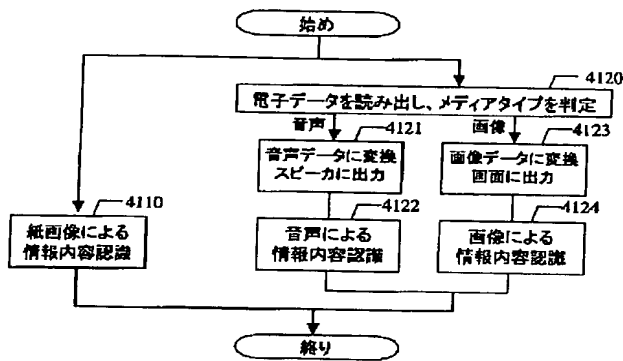 始め
4120
電子データを読み出し、メディアタイプを判定
音声
4121
画像
4123
音声データに変換
スピーカに出力
画像データに変換
画面に出力
4110
紙画像による
情報内容認識
4122
音声による
情報内容認識
4124
画像による
情報内容認識
終り